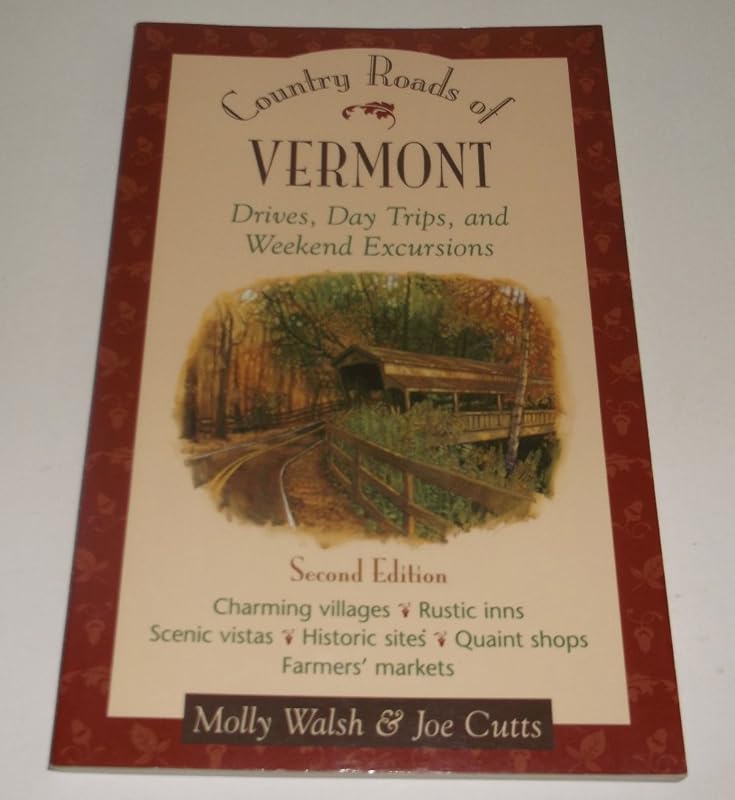 Country Roads of
VERMONT
Drives, Day Trips, and
Weekend Excursions
Second Edition
Charming villages Rustic inns
Scenic vistas Historic sites Quaint shops
Farmers' markets
Molly Walsh & Joe Cutts